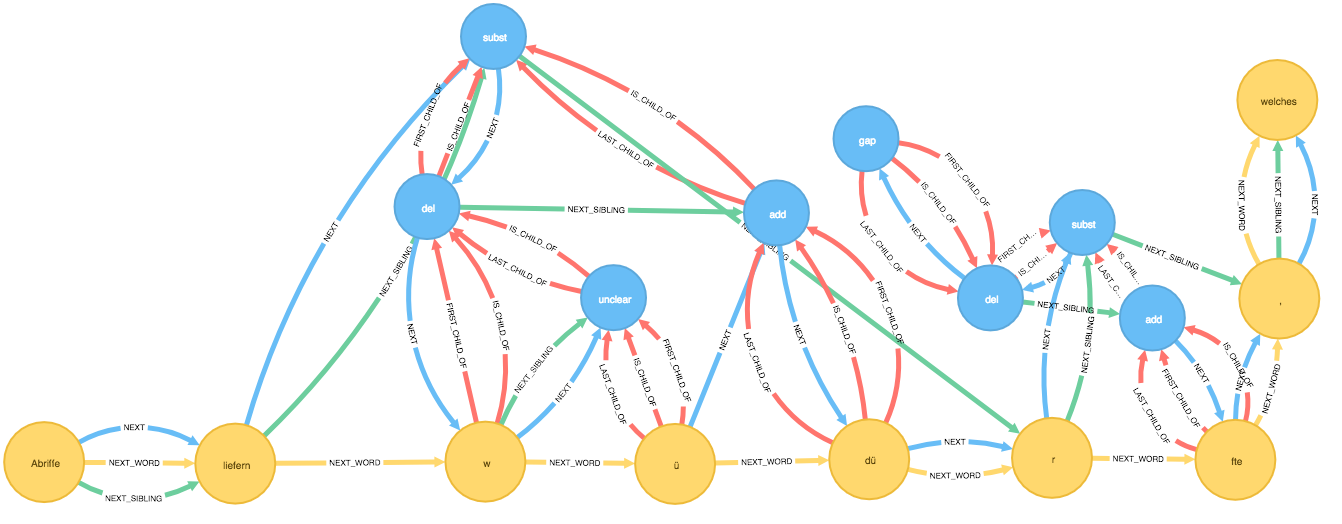 subst
FIRST_CHILD_OF
IS_CHILD_OF
NEXT
IS_CHILD_OF
LAST_CHILD_OF
welches
gap
FIRST_CHILD_OF
IS_CHILD_OF
LAST_CHILD_OF
NEXT
NEXT_WORD
NEXT_SIBLING
NEXT
del
NEXT_SIBLING
add
subst
NEXT
NEXT_SIBLING
IS_CHILD_OF
LAST_CHILD_OF
FIRST_CH...
IS_CHI...
NEXT
NEXT_SIBLING
IS_CHIL...
LAST_C...
unclear
del
NEXT_SIBLING
add
,
NEXT
FIRST_CHILD_OF
IS_CHILD_OF
NEXT_SIBLING
NEXT
LAST_CHILD_OF
IS_CHILD_OF
FIRST_CHILD_OF
NEXT
LAST_CHILD_OF
NEXT
IS_CHILD_OF
FIRST_CHILD_OF
NEXT
NEXT_SIBLING
LAST_CHILD_OF
FIRST_CHILD_OF
NEXT
IS_CHILD_OF
NEXT
NEXT_WORD
Abriffe
NEXT
NEXT_WORD
NEXT_SIBLING
liefern
NEXT_WORD
w
NEXT_WORD
ü
NEXT_WORD
dü
NEXT
NEXT_WORD
r
NEXT_WORD
fte